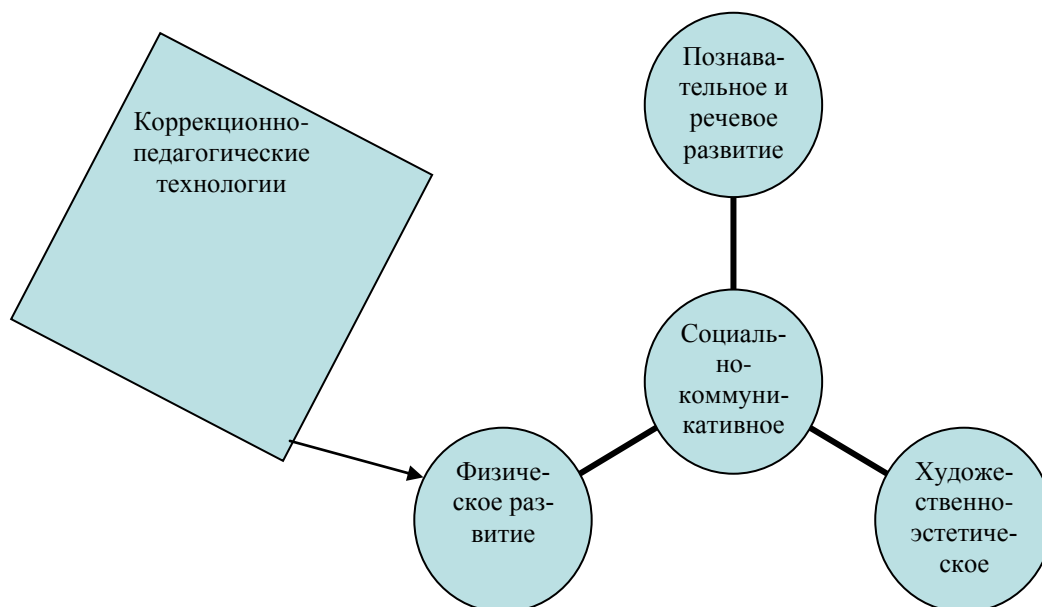 Коррекционно-
педагогические
технологии
Познава-
тельное и
речевое
развитие
Социаль-
но-
коммуни-
кативное
Физиче-
ское раз-
витие
Художе-
ственно-
эстетиче-
ское